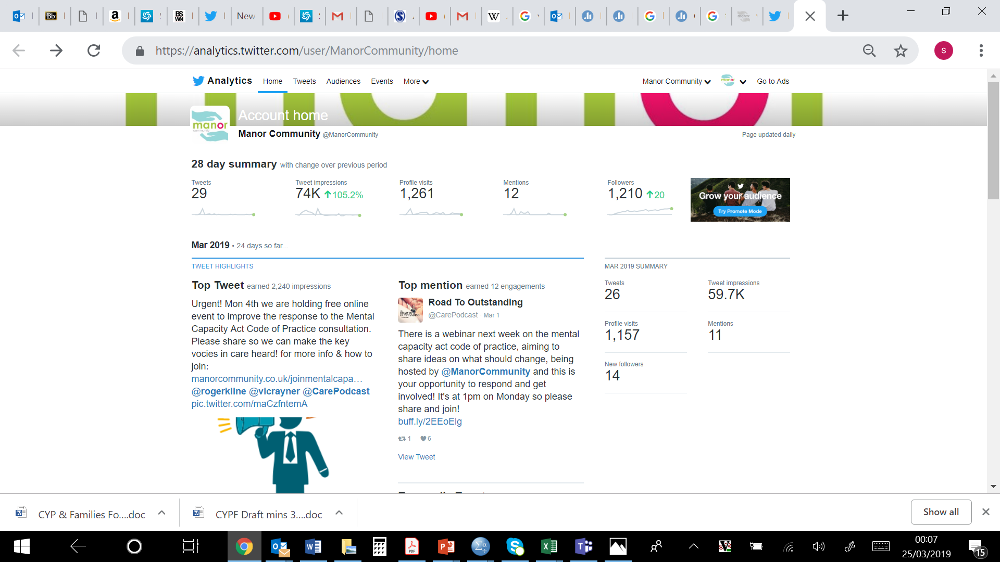 New
https://analytics.twitter.com/user/ManorCommunity/home
S
Analytics Home Tweets Audiences Events More Manor Community manor Go to Ads
Account home
manor
community
Manor Community @ManorCommunity Page updated daily
28 day summary with change over previous period
Tweets
29
Tweet impressions
74K 105.2%
Profile visits
1,261
Mentions
12
Followers
1,210 20
Grow your audience
Try Promote Mode
Mar 2019 • 24 days so far...
TWEET HIGHLIGHTS
Top Tweet earned 2,240 impressions
Urgent! Mon 4th we are holding free online
event to improve the response to the Mental
Capacity Act Code of Practice consultation.
Please share so we can make the key
vocies in care heard! for more info & how to
join:
manorcommunity.co.uk/joinmentalcapa…
@rogerkline @vicrayner @CarePodcast
pic.twitter.com/maCzfntemA
Top mention earned 12 engagements
ROAD TO
OUTSTANDING
Road To Outstanding
@CarePodcast · Mar 1
There is a webinar next week on the mental
capacity act code of practice, aiming to
share ideas on what should change, being
hosted by @ManorCommunity and this is
your opportunity to respond and get
involved! It's at 1pm on Monday so please
share and join!
buff.ly/2EEoElg
1 6
View Tweet
MAR 2019 SUMMARY
Tweets
26
Tweet impressions
59.7K
Profile visits
1,157
Mentions
11
New followers
14
CYP & Families Fo....doc
CYPF Draft mins 3....doc
Show all
00:07
25/03/2019
15